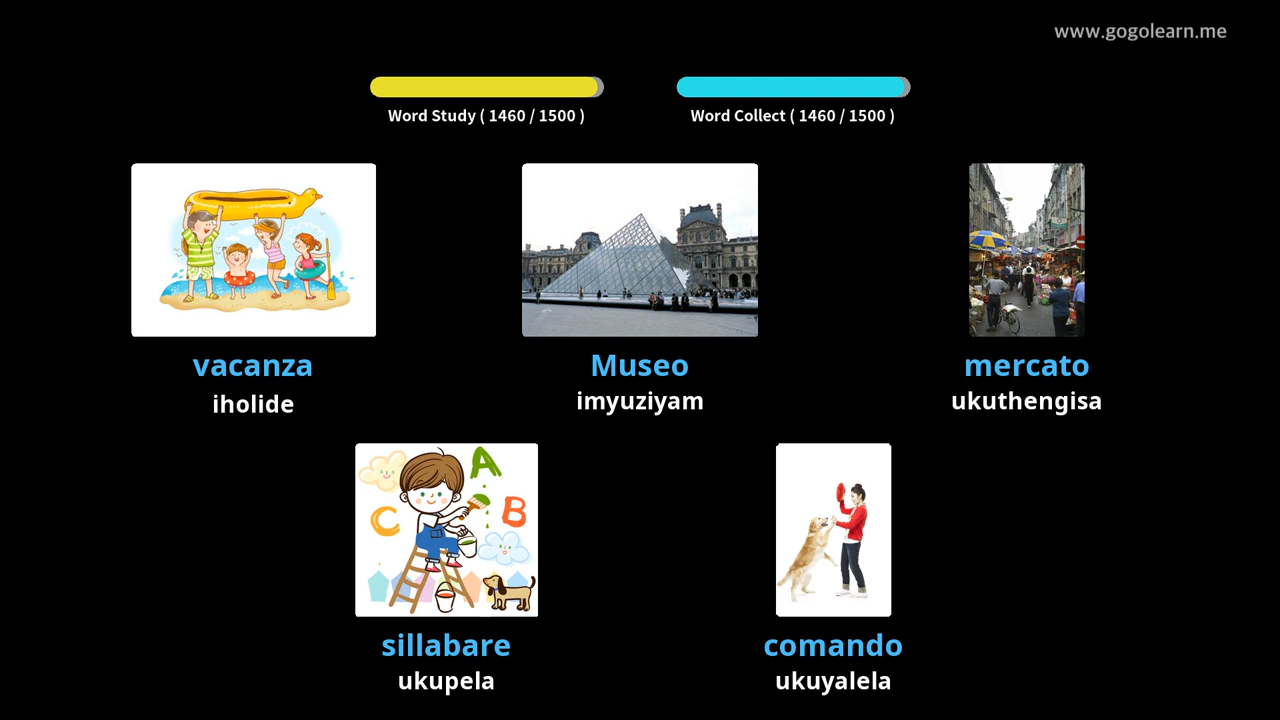 www.gogolearn.me
Word Study ( 1460 / 1500 )
Word Collect ( 1460 / 1500 )
vacanza
iholide
Museo
imyuziyam
mercato
ukuthengisa
A
B
C
sillabare
ukupela
comando
ukuyalela